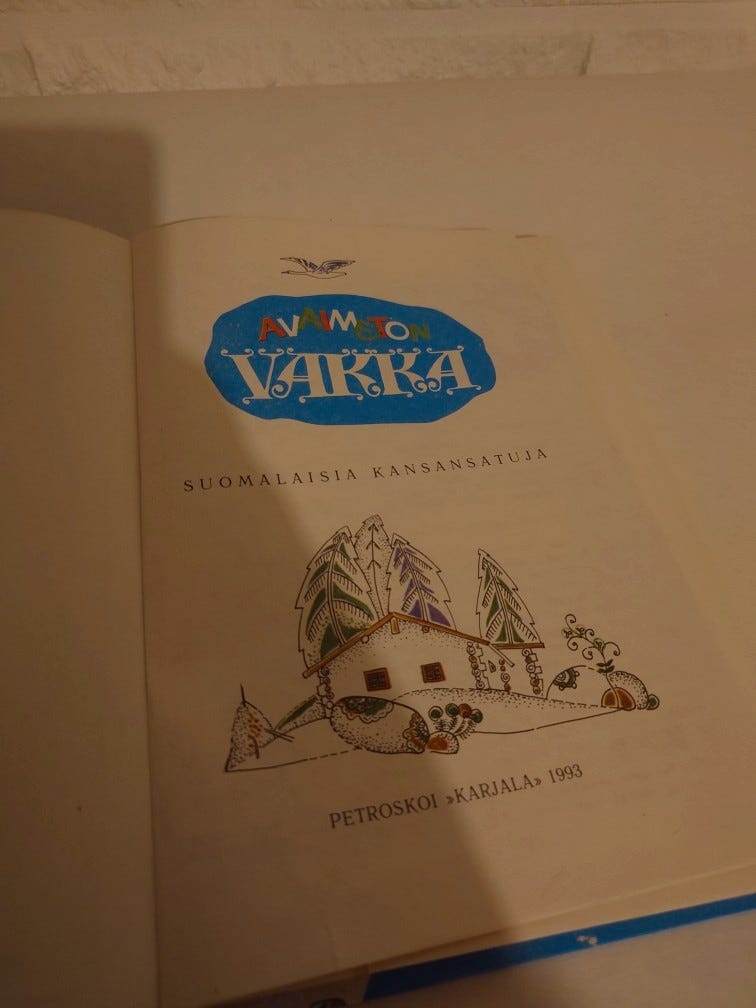 AVAIMETON
VAKKA
SUOMALAISIA KANSANSATUJA
PETROSKOI »KARJALA» 1993